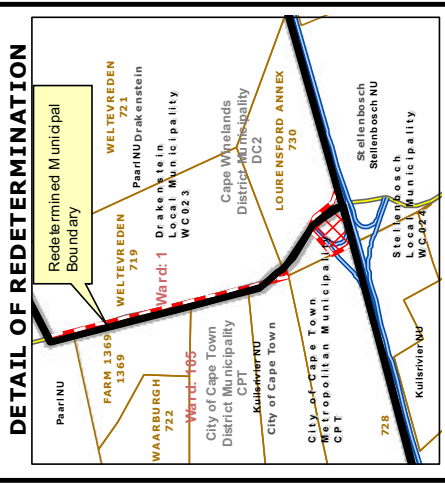 DETAIL OF REDETERMINATION
Redetermined Municipal
Boundary
WELTEVREDEN
721
Paarl NU Drakenstein
Drakenstein
Local Municipality
WC023
Cape Winelands
District Municipality
DC2
LOURENSFORD ANNEX
730
Stellenbosch
Stellenbosch NU
Stellenbosch
Local Municipality
WC024
WELTEVREDEN
719
Ward: 1
Paarl NU
FARM 1369
1369
WAARBURGH
722
Ward: 105
City of Cape Town
District Municipality
CPT
Kuilsrivier NU
City of Cape Town
City of Cape Town
Metropolitan Municipality
CPT
728
Kuilsrivier NU